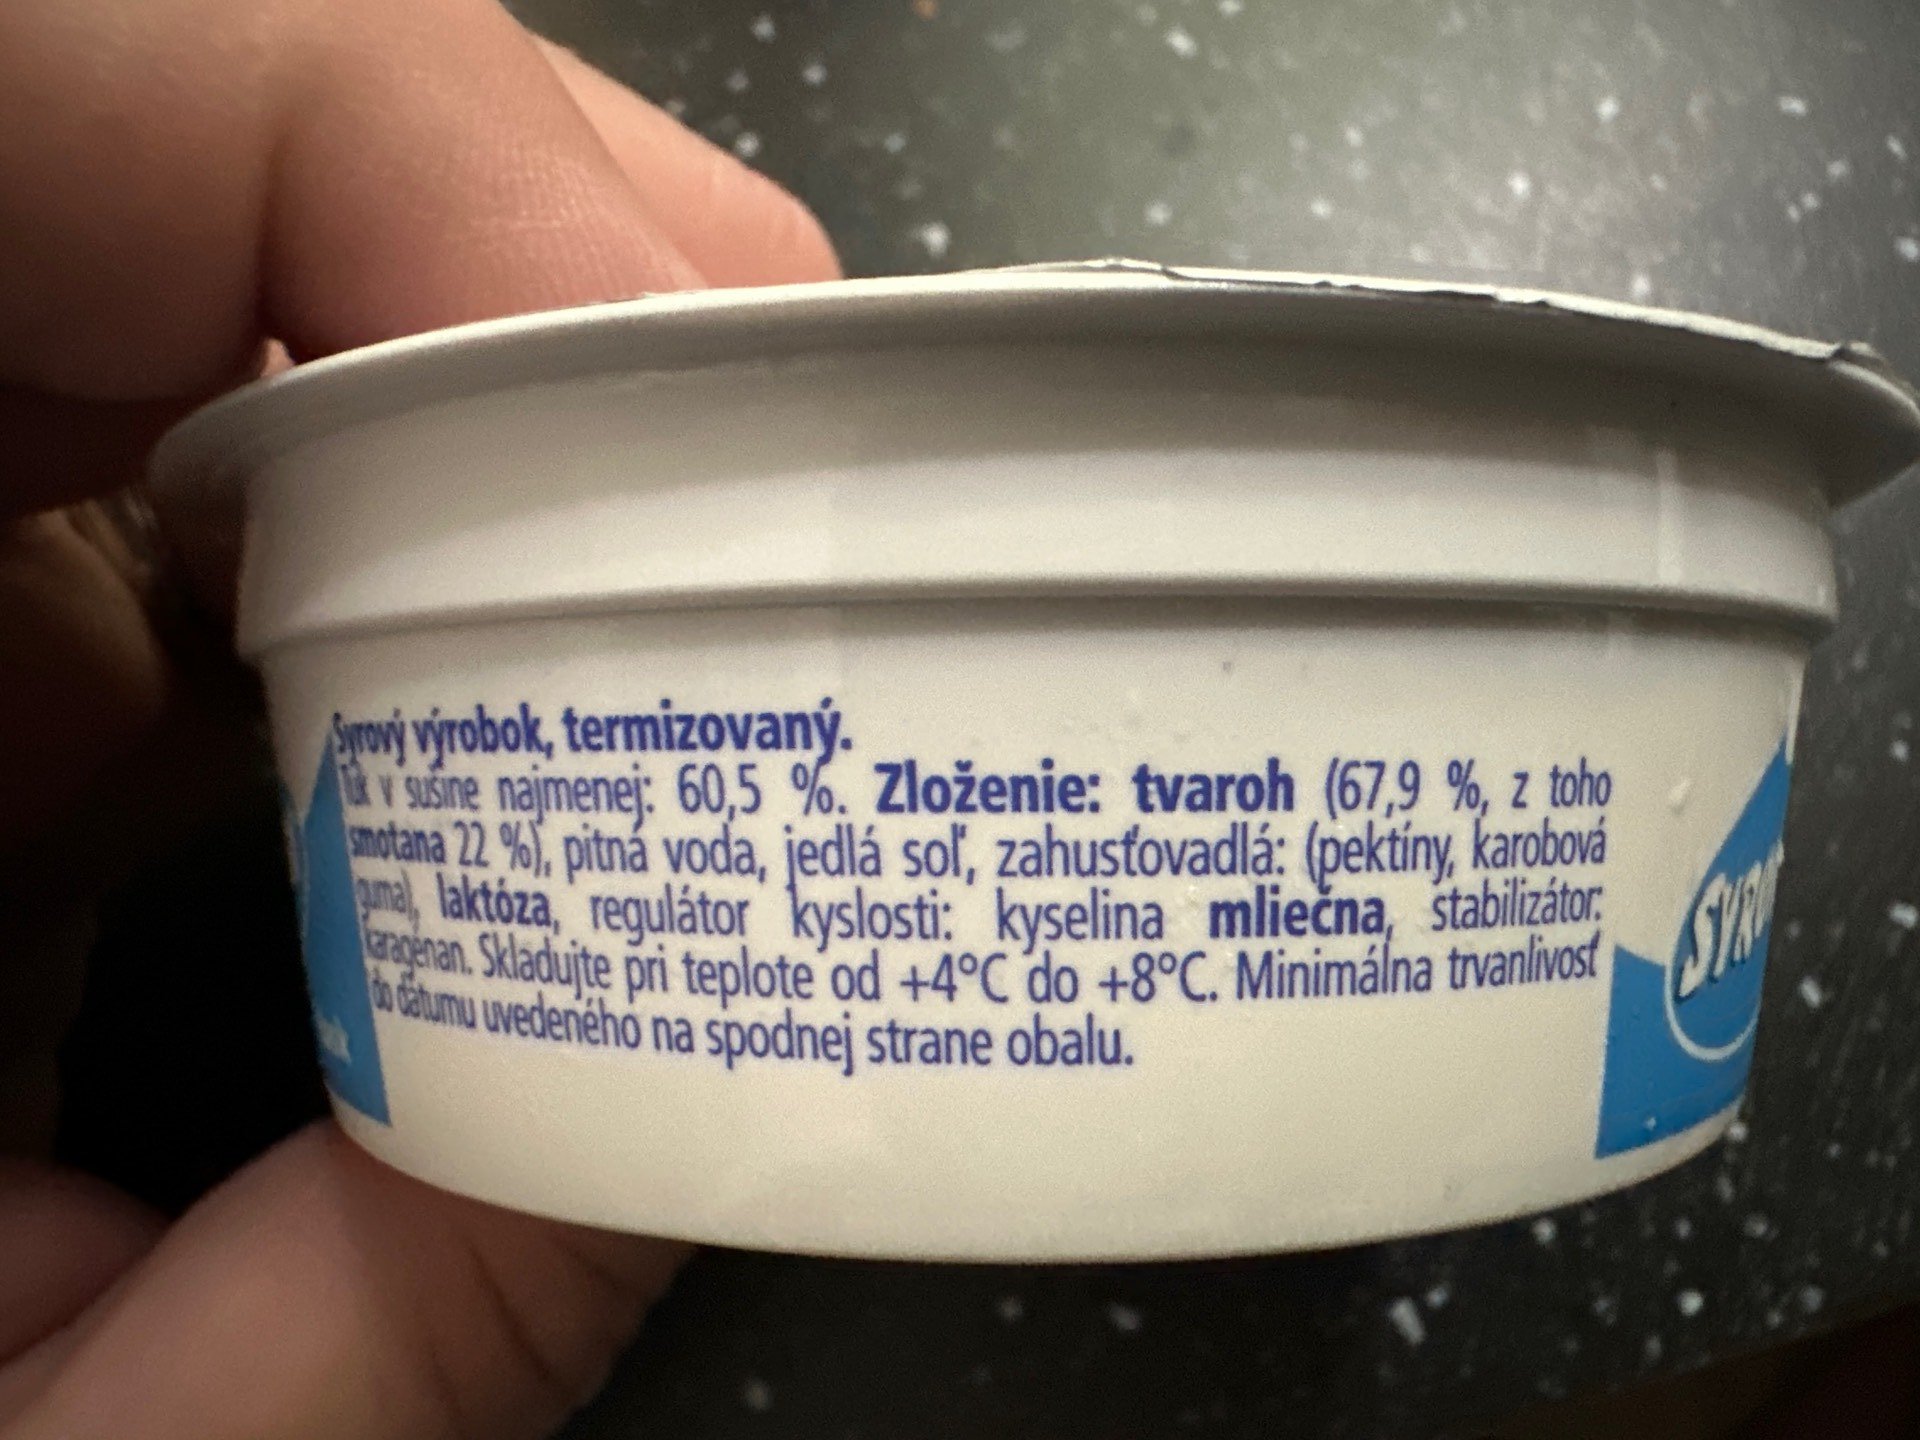 Syrový výrobok, termizovaný.
Tuk v sušine najmenej: 60,5 %. Zloženie: tvaroh (67,9 %, z toho
smotana 22 %), pitná voda, jedlá soľ, zahusťovadlá: (pektíny, karobová
guma), laktóza, regulátor kyslosti: kyselina mliečna, stabilizátor:
karagenan. Skladujte pri teplote od +4°C do +8°C. Minimálna trvanlivosť
do dátumu uvedeného na spodnej strane obalu.